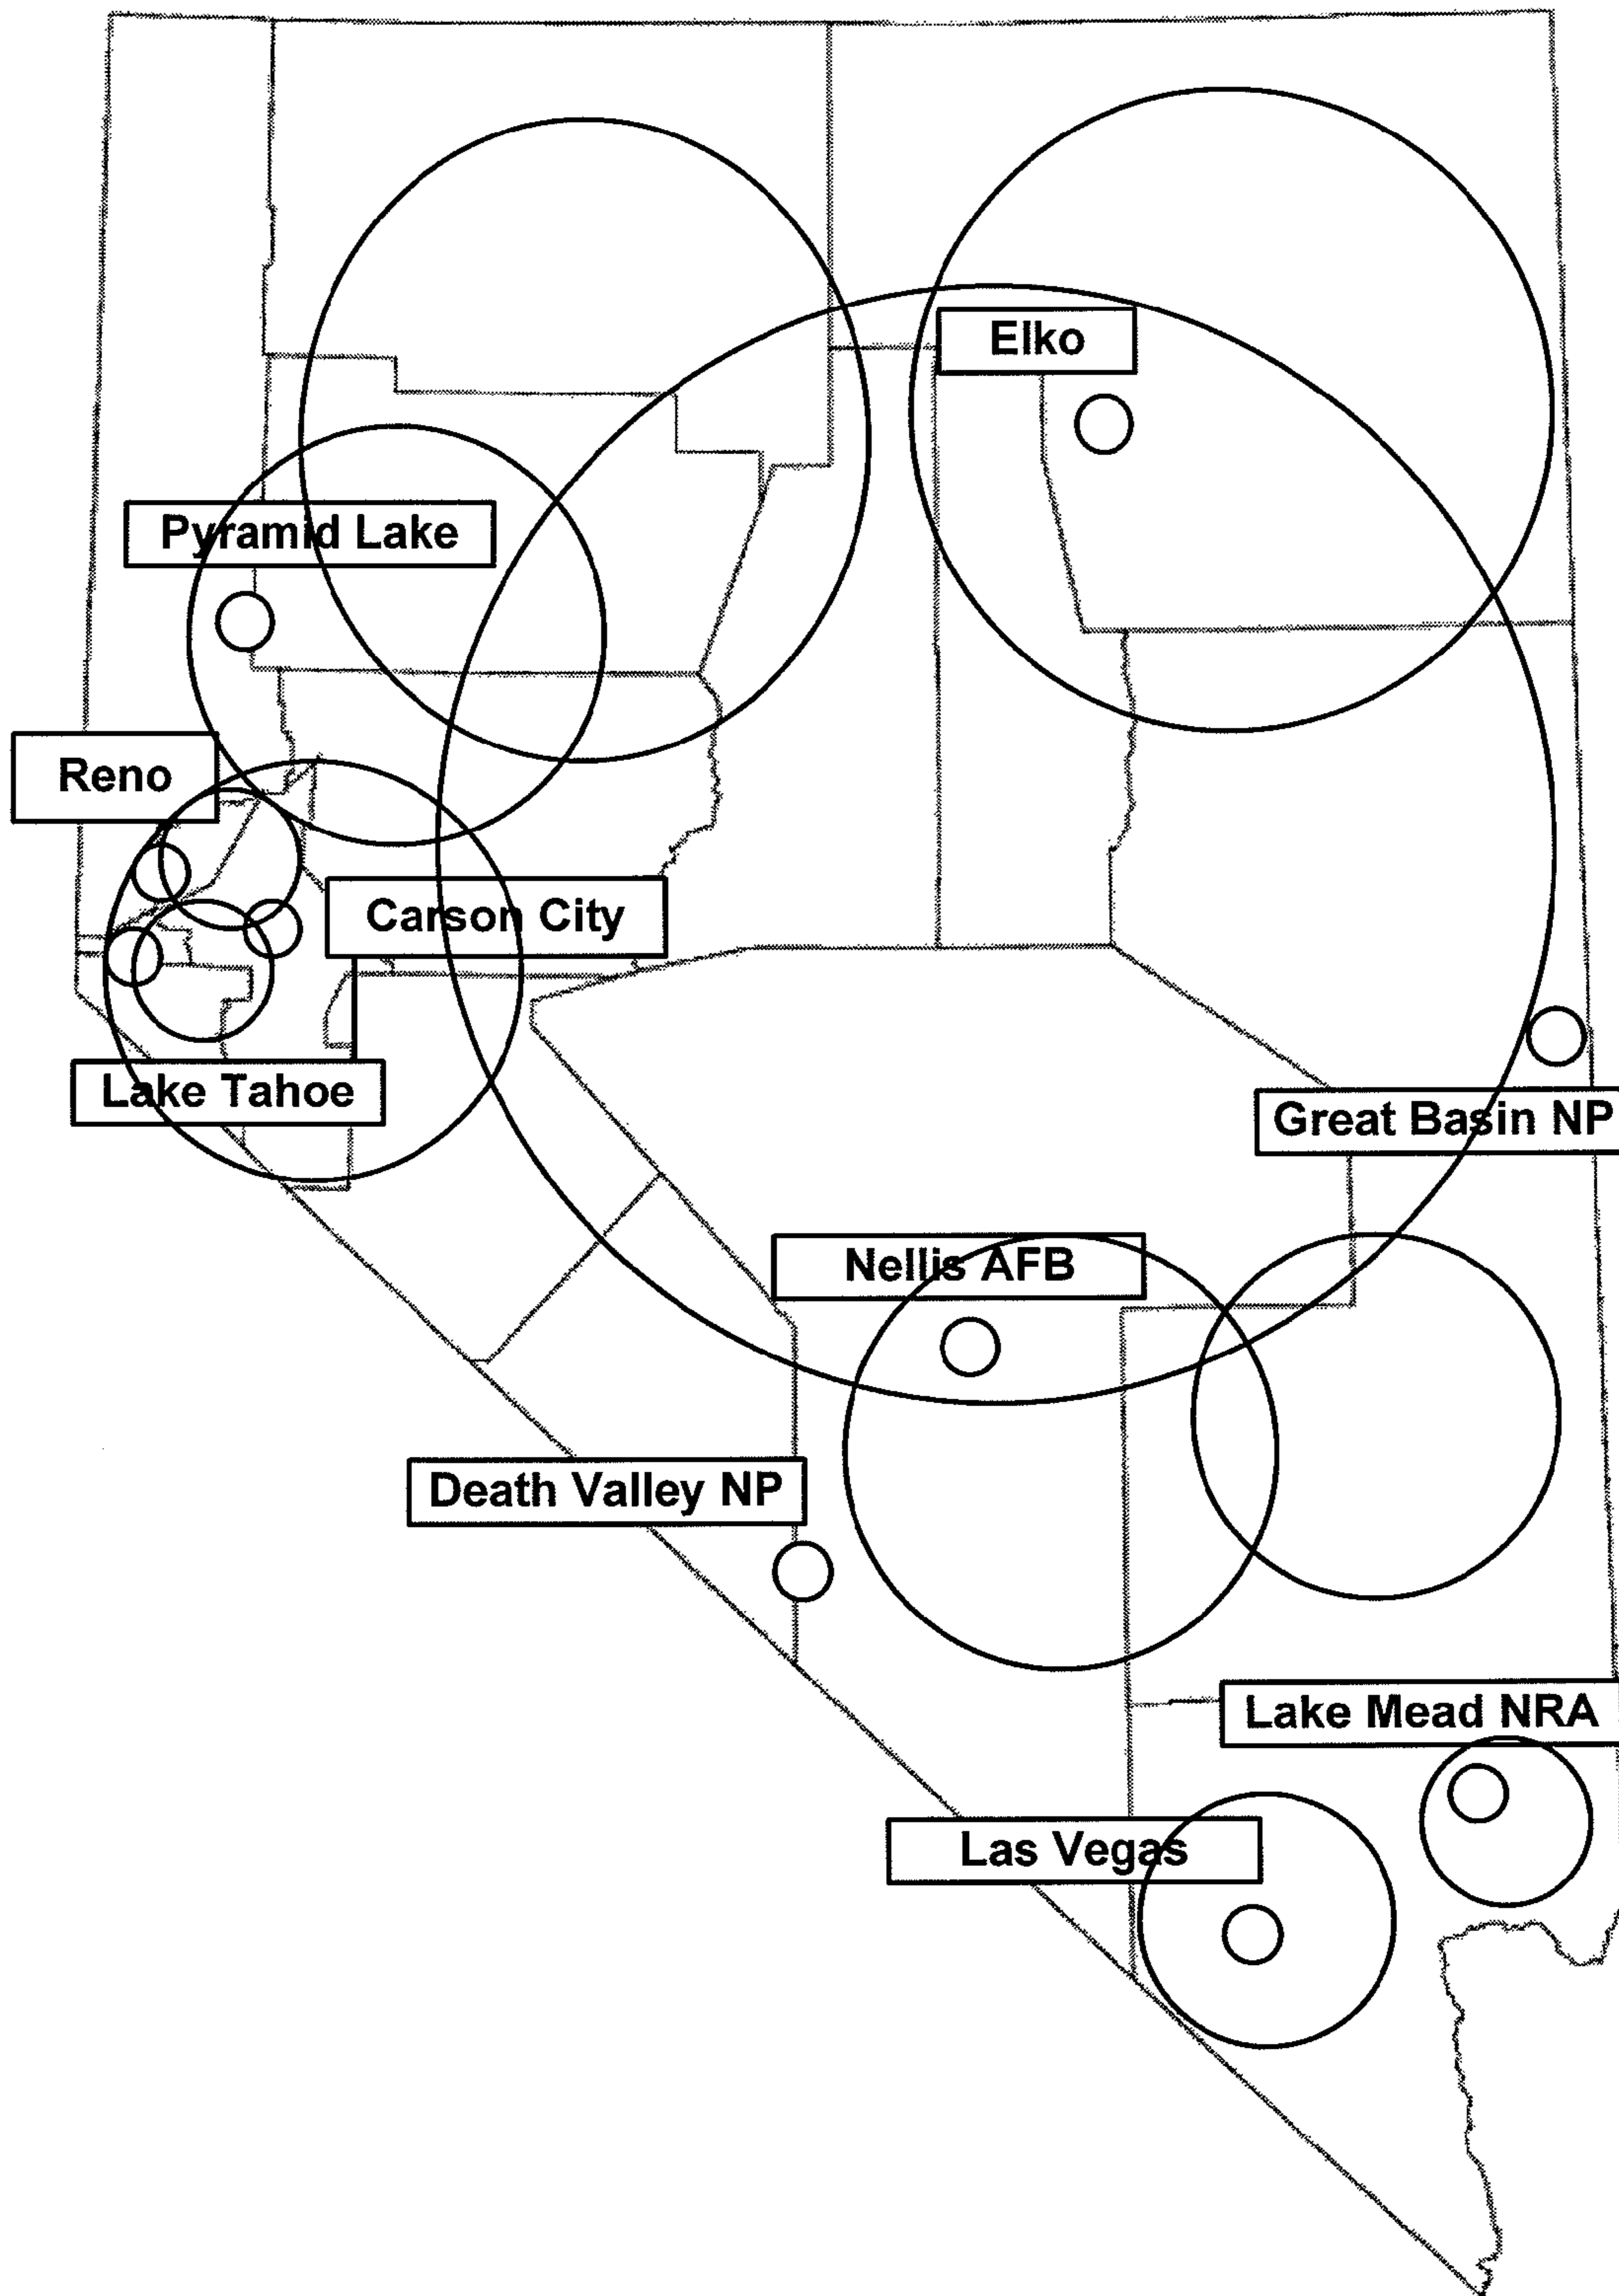 Elko
Pyramid Lake
Reno
Carson City
Lake Tahoe
Great Basin NP
Nellis AFB
Death Valley NP
Lake Mead NRA
Las Vegas